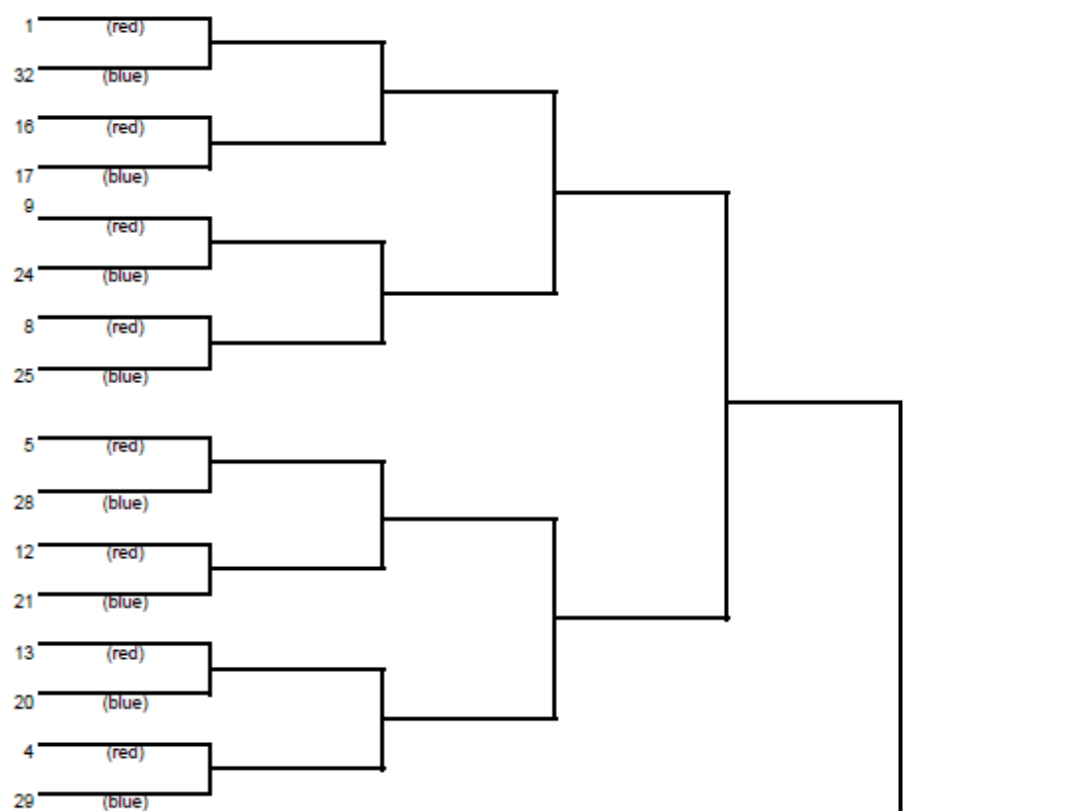 1 (red)
32 (blue)
16 (red)
17 (blue)
9 (red)
24 (blue)
8 (red)
25 (blue)
5 (red)
28 (blue)
12 (red)
21 (blue)
13 (red)
20 (blue)
4 (red)
29 (blue)